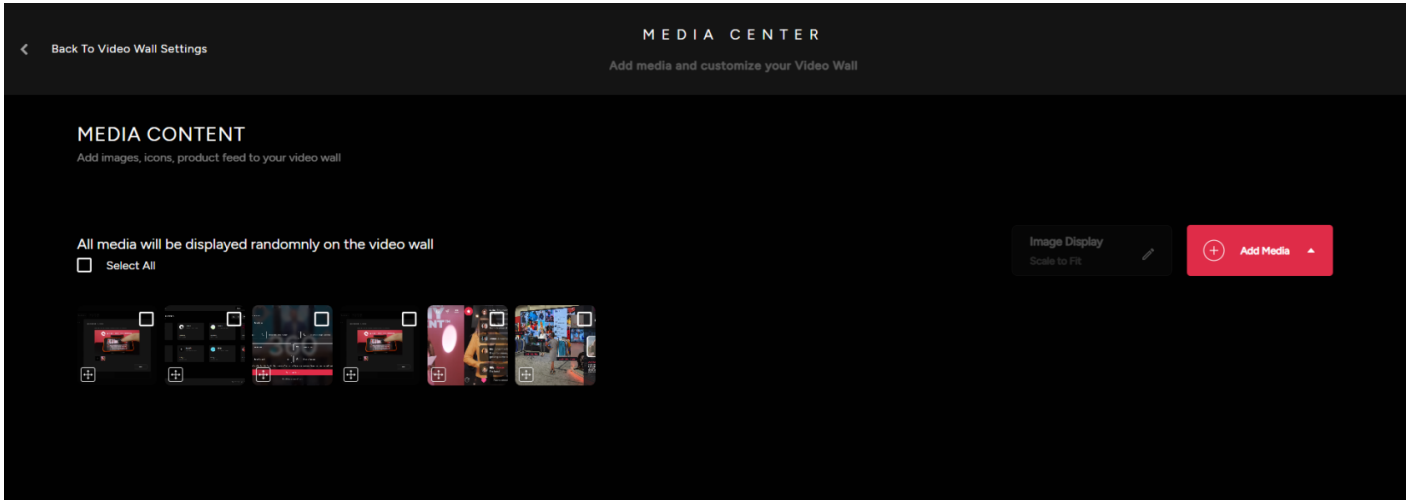 MEDIA CENTER
Back To Video Wall Settings
Add media and customize your Video Wall
MEDIA CONTENT
Add images, icons, product feed to your video wall
All media will be displayed randomnly on the video wall
Select All
Image Display
Scale to Fit
Add Media
360